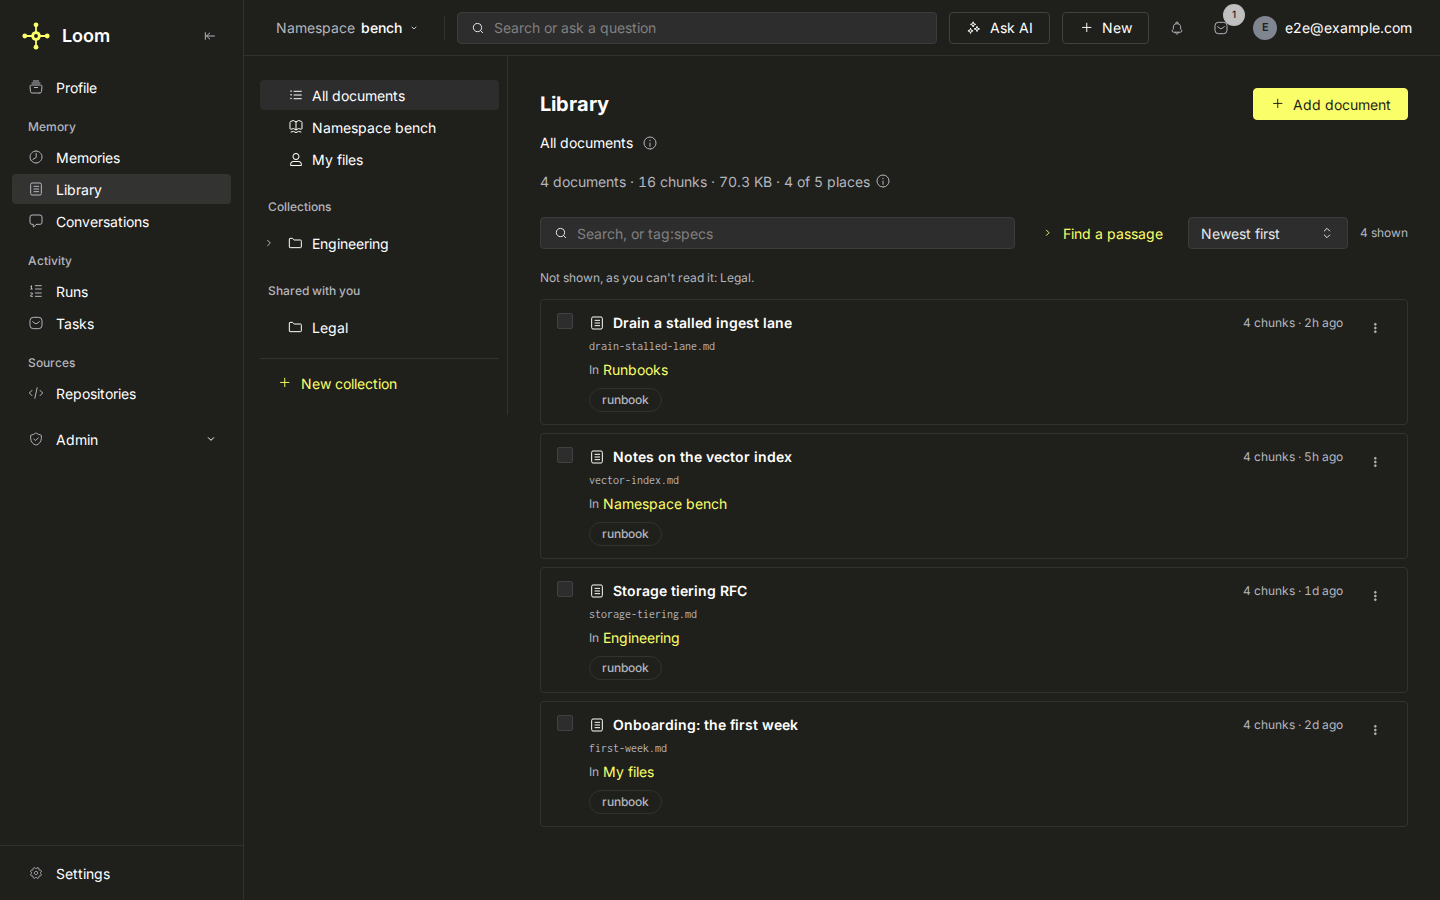 Loom
Profile
Memory
Memories
Library
Conversations
Activity
Runs
Tasks
Sources
Repositories
Admin
Settings
Namespace bench
Search or ask a question
Ask AI
New
1
E
e2e@example.com
All documents
Namespace bench
My files
Collections
Engineering
Shared with you
Legal
New collection
Library
Add document
All documents
4 documents · 16 chunks · 70.3 KB · 4 of 5 places
Search, or tag:specs
Find a passage
Newest first
4 shown
Not shown, as you can't read it: Legal.
Drain a stalled ingest lane
4 chunks · 2h ago
drain-stalled-lane.md
In Runbooks
runbook
Notes on the vector index
4 chunks · 5h ago
vector-index.md
In Namespace bench
runbook
Storage tiering RFC
4 chunks · 1d ago
storage-tiering.md
In Engineering
runbook
Onboarding: the first week
4 chunks · 2d ago
first-week.md
In My files
runbook